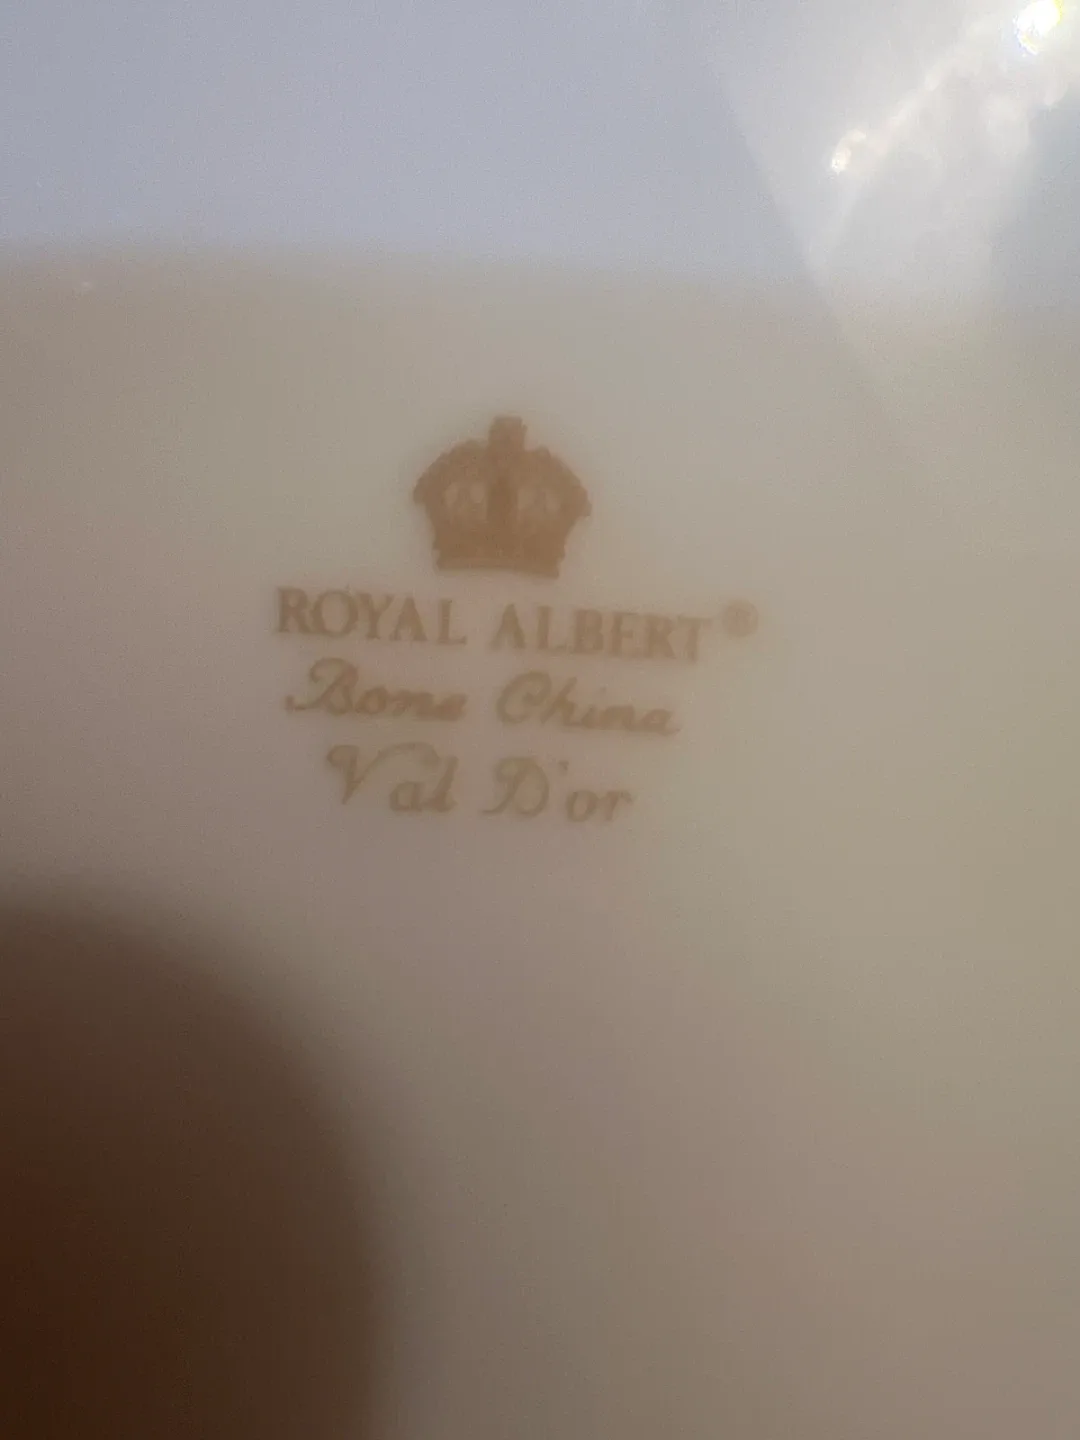 ROYAL ALBERT®
Bone China
Val D'or